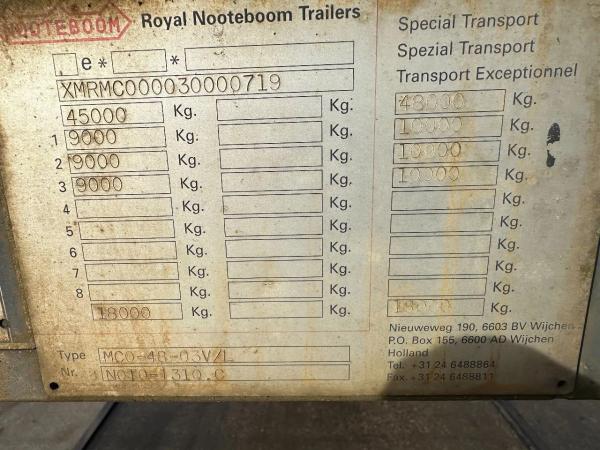 NOTEBOOM Royal Nooteboom Trailers
Special Transport
Spezial Transport
Transport Exceptionnel
e* *
XMRMC000030000719
45000 Kg. Kg. 48000 Kg.
1 9000 Kg. Kg. 10000 Kg.
2 9000 Kg. Kg. 10000 Kg.
3 9000 Kg. Kg. 10000 Kg.
4 Kg. Kg. Kg.
5 Kg. Kg. Kg.
6 Kg. Kg. Kg.
7 Kg. Kg. Kg.
8 Kg. Kg. Kg.
18000 Kg. Kg. 18000 Kg.
Type MCO-48-03V/L
Nr. NOTO-1310.C
Nieuweweg 190, 6603 BV Wijchen
P.O. Box 155, 6600 AD Wijchen
Holland
Tel. +31 24 6488864
Fax. +31 24 6488811